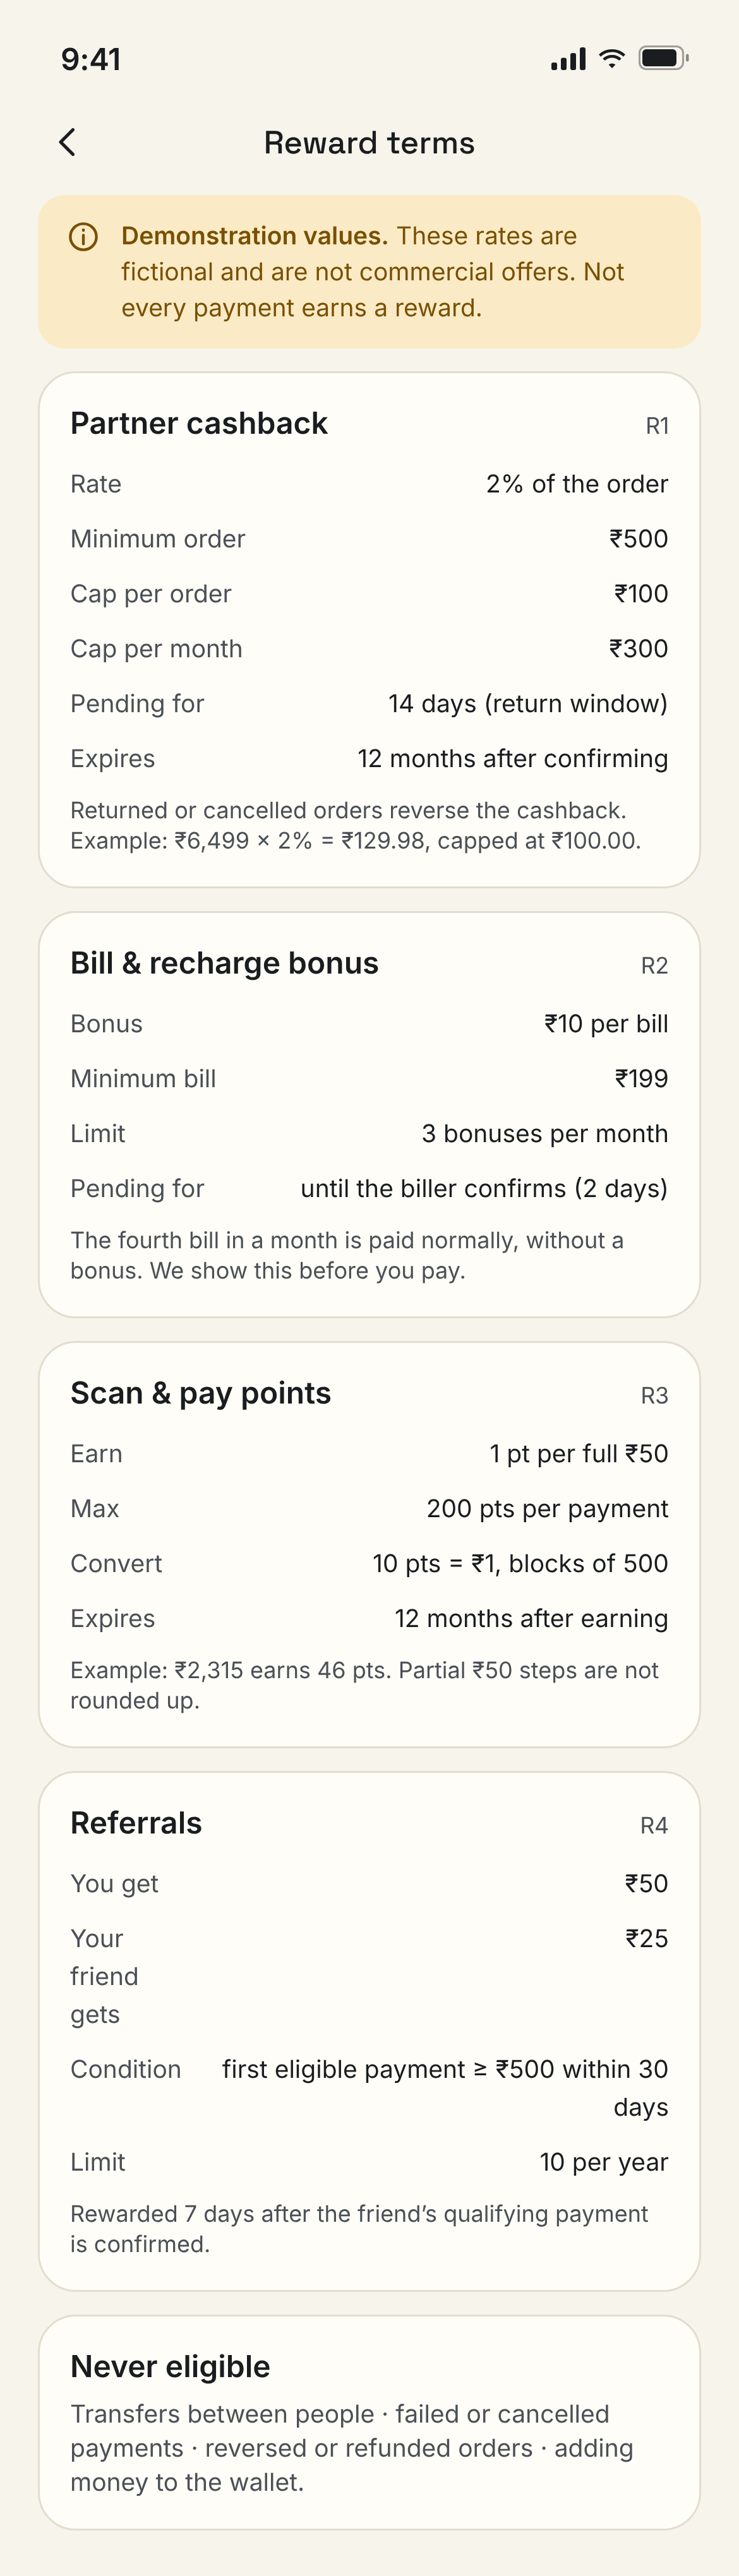 9:41
Reward terms
Demonstration values. These rates are
fictional and are not commercial offers. Not
every payment earns a reward.
Partner cashback R1
Rate 2% of the order
Minimum order ₹500
Cap per order ₹100
Cap per month ₹300
Pending for 14 days (return window)
Expires 12 months after confirming
Returned or cancelled orders reverse the cashback.
Example: ₹6,499 × 2% = ₹129.98, capped at ₹100.00.
Bill & recharge bonus R2
Bonus ₹10 per bill
Minimum bill ₹199
Limit 3 bonuses per month
Pending for until the biller confirms (2 days)
The fourth bill in a month is paid normally, without a
bonus. We show this before you pay.
Scan & pay points R3
Earn 1 pt per full ₹50
Max 200 pts per payment
Convert 10 pts = ₹1, blocks of 500
Expires 12 months after earning
Example: ₹2,315 earns 46 pts. Partial ₹50 steps are not
rounded up.
Referrals R4
You get ₹50
Your ₹25
friend
gets
Condition first eligible payment ≥ ₹500 within 30
days
Limit 10 per year
Rewarded 7 days after the friend’s qualifying payment
is confirmed.
Never eligible
Transfers between people · failed or cancelled
payments · reversed or refunded orders · adding
money to the wallet.